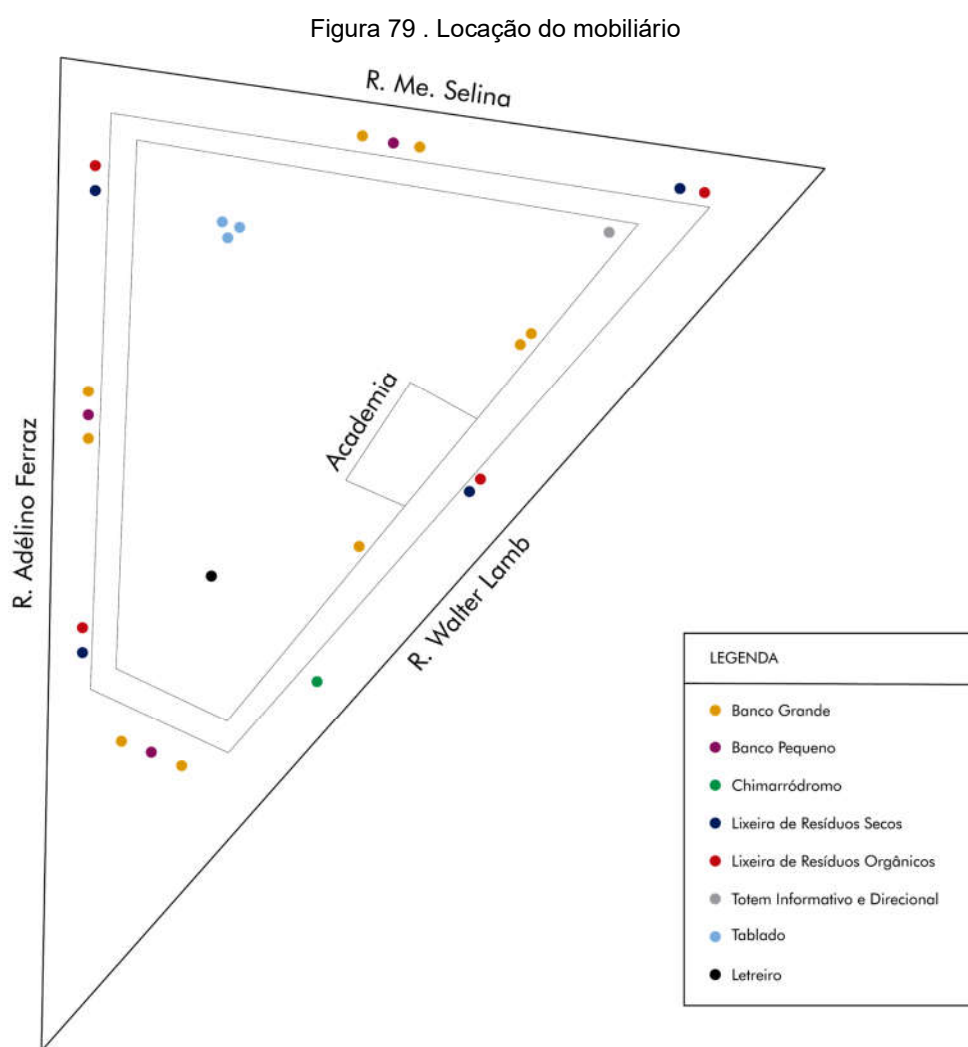 Figura 79 . Locação do mobiliário
R. Me. Selina
Academia
R. Adélino Ferraz
R. Walter Lamb
LEGENDA
Banco Grande
Banco Pequeno
Chimarródromo
Lixeira de Resíduos Secos
Lixeira de Resíduos Orgânicos
Totem Informativo e Direcional
Tablado
Letreiro